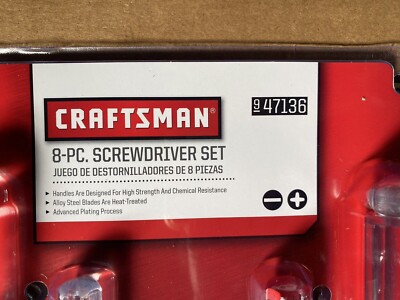 CRAFTSMAN®
9 47136
8-PC. SCREWDRIVER SET
JUEGO DE DESTORNILLADORES DE 8 PIEZAS
▸ Handles Are Designed For High Strength And Chemical Resistance
▸ Alloy Steel Blades Are Heat-Treated
▸ Advanced Plating Process